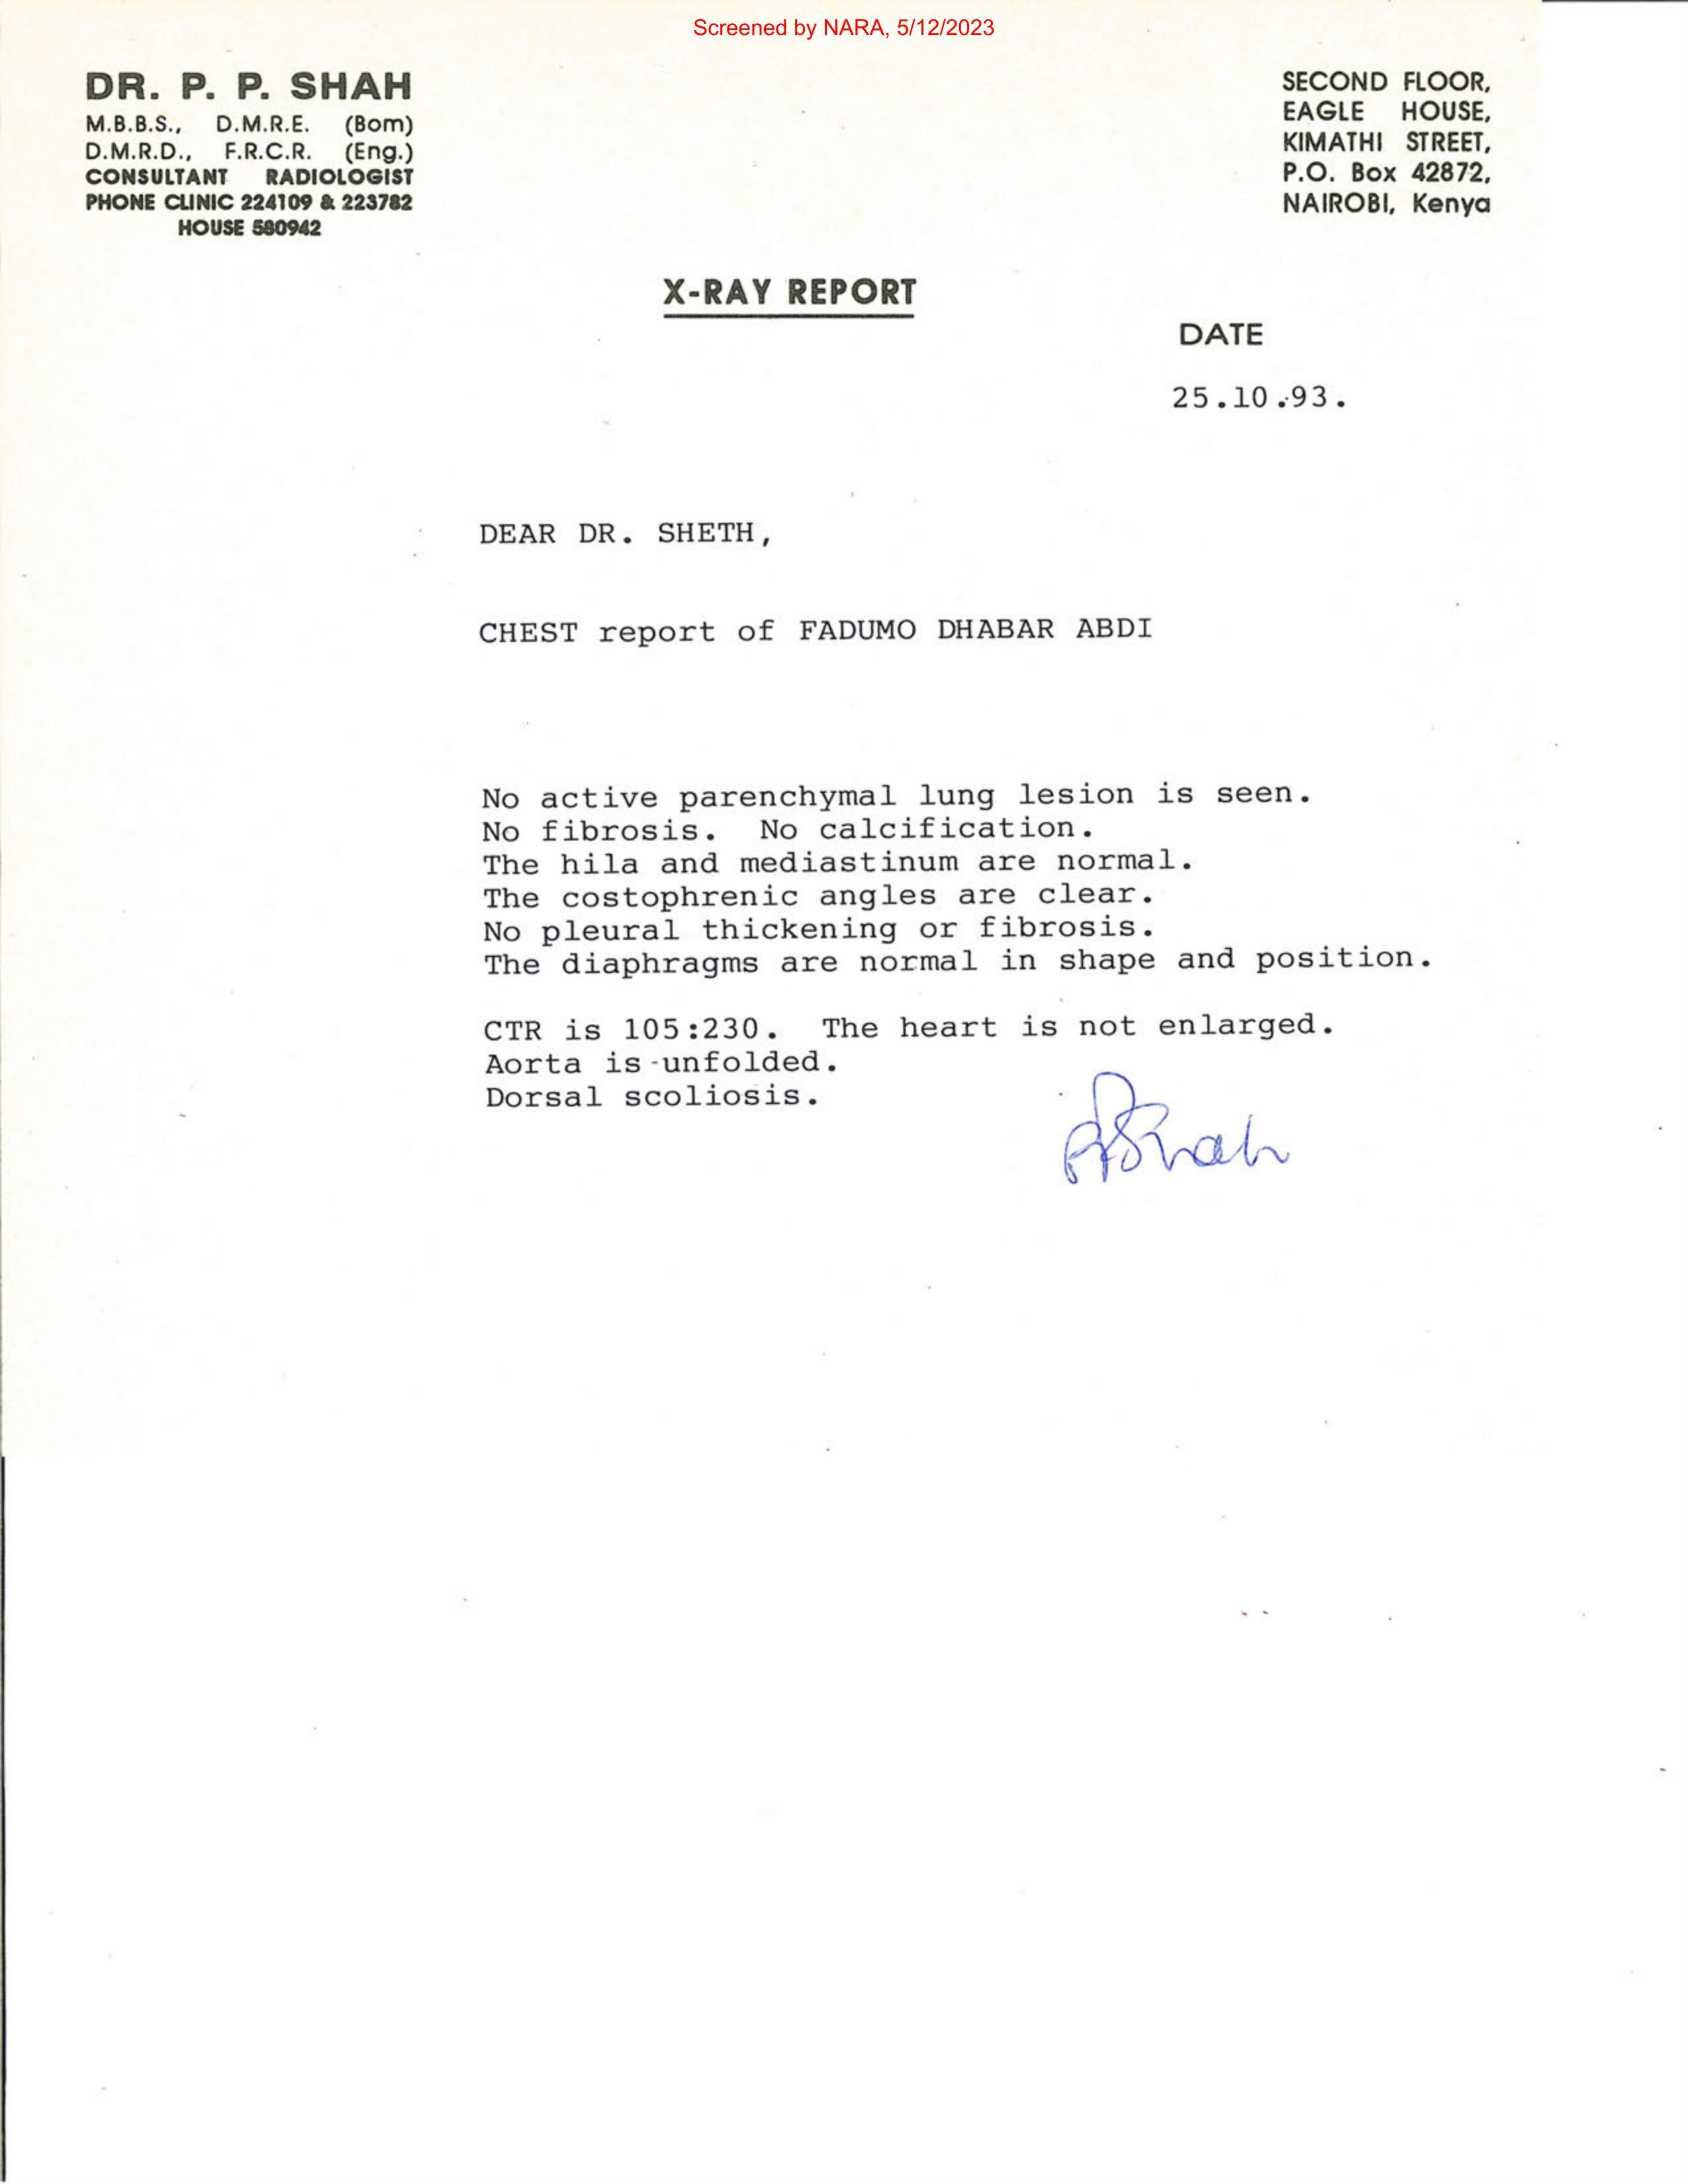 Screened by NARA, 5/12/2023
DR. P. P. SHAH
M.B.B.S., D.M.R.E. (Bom)
D.M.R.D., F.R.C.R. (Eng.)
CONSULTANT RADIOLOGIST
PHONE CLINIC 224109 & 223782
HOUSE 580942
SECOND FLOOR,
EAGLE HOUSE,
KIMATHI STREET,
P.O. Box 42872,
NAIROBI, Kenya
X-RAY REPORT
DATE
25.10.93.
DEAR DR. SHETH,
CHEST report of FADUMO DHABAR ABDI
No active parenchymal lung lesion is seen.
No fibrosis. No calcification.
The hila and mediastinum are normal.
The costophrenic angles are clear.
No pleural thickening or fibrosis.
The diaphragms are normal in shape and position.
CTR is 105:230. The heart is not enlarged.
Aorta is unfolded.
Dorsal scoliosis.
PPShah